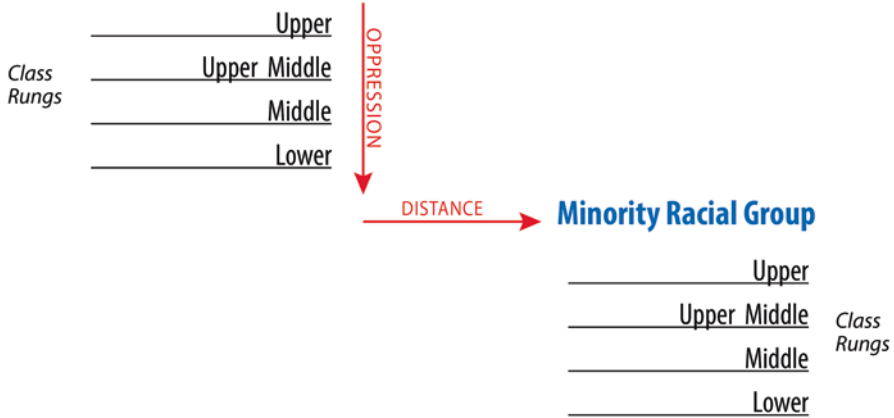 Upper
Upper Middle
Middle
Lower
Class
Rungs
OPPRESSION
DISTANCE
Minority Racial Group
Upper
Upper Middle
Middle
Lower
Class
Rungs